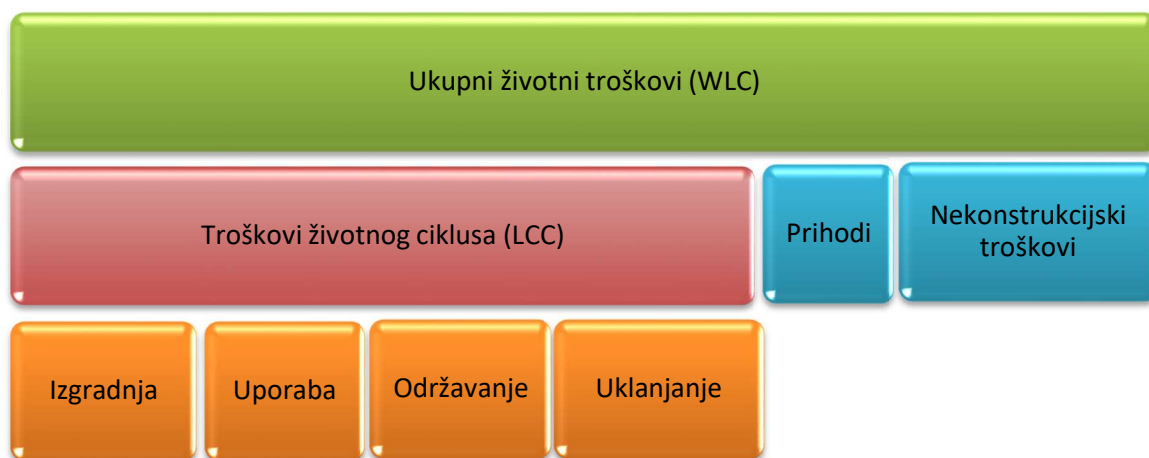 Ukupni životni troškovi (WLC)
Troškovi životnog ciklusa (LCC)
Prihodi
Nekonstrukcijski
troškovi
Izgradnja
Uporaba
Održavanje
Uklanjanje